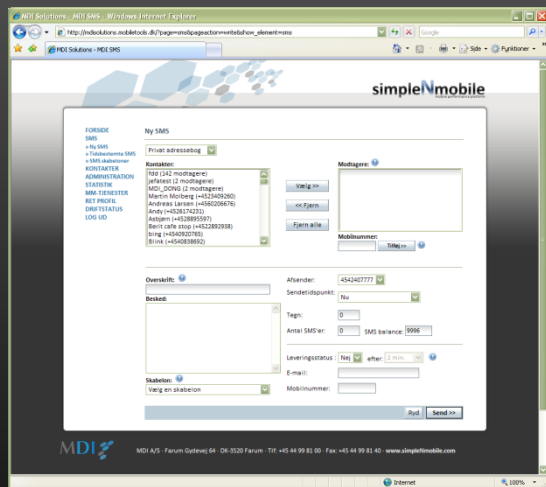 MDI Solutions - MDI SMS - Windows Internet Explorer
http://mdisolutions.mobiletools.dk/?page=sms&pageaction=write&show_element=sms
Google
MDI Solutions - MDI SMS
Side
Funktioner
simpleNmobile
FORSIDE
SMS
» Ny SMS
» Tidsbestemte SMS
» SMS skabeloner
KONTAKTER
ADMINISTRATION
STATISTIK
MM-TJENESTER
RET PROFIL
DRIFTSTATUS
LOG UD
Ny SMS
Privat adressebog
Kontakter:
fdd (142 modtagere)
jefatest (2 modtagere)
MDI_DONG (2 modtagere)
Martin Molberg (+4523409260)
Andreas Larsen (+4560206676)
Andy (+4528174231)
Asbjørn (+4528895597)
Berit cafe stop (+4522892938)
bing (+4540920765)
Blink (+4540838692)
Vælg >>
<< Fjern
Fjern alle
Modtagere:
Mobilnummer:
Tilføj >>
Overskrift:
Besked:
Skabelon:
Vælg en skabelon
Afsender: 4542407777
Sendetidspunkt: Nu
Tegn: 0
Antal SMS'er: 0 SMS balance: 9996
Leveringsstatus : Nej efter: 2 min.
E-mail:
Mobilnummer:
Ryd Send >>
MDI
MDI A/S · Farum Gydevej 64 · DK-3520 Farum · Tlf: +45 44 99 81 00 · Fax: +45 44 99 81 40 · www.simpleNmobile.com
Internet
100%